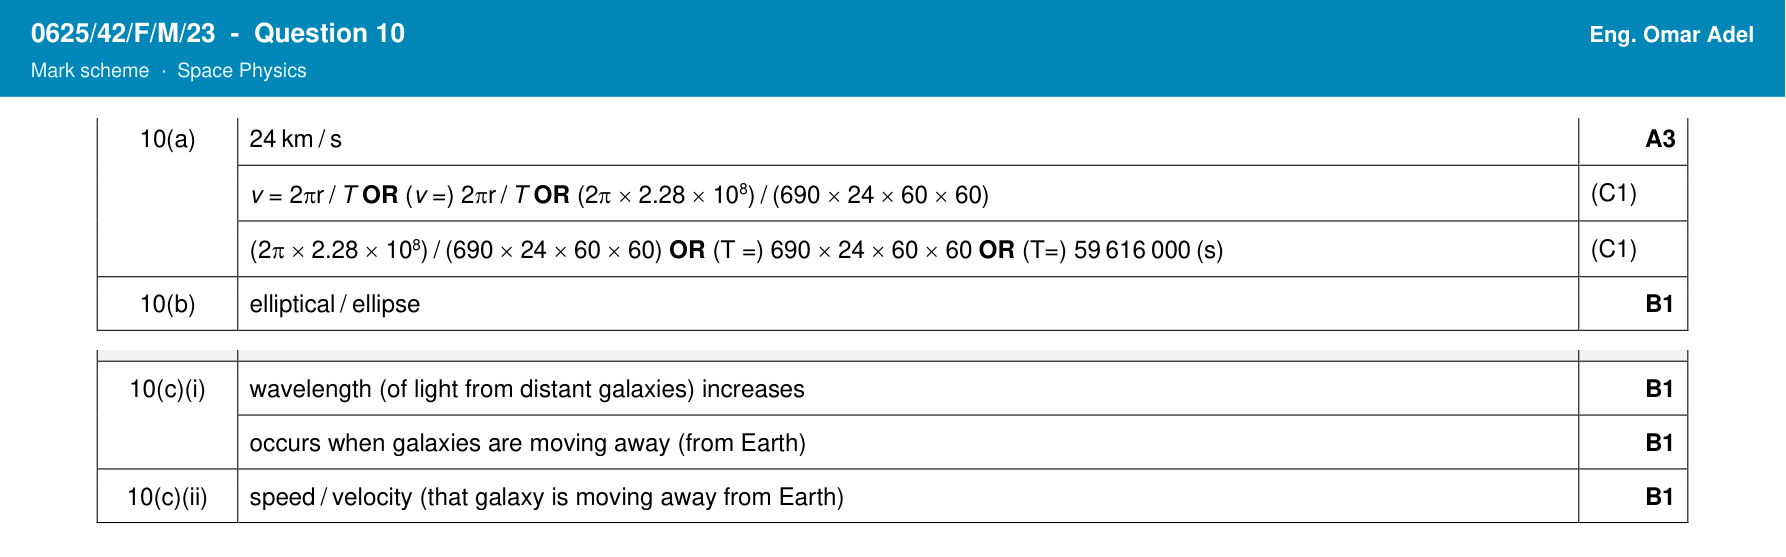 0625/42/F/M/23 - Question 10
Eng. Omar Adel
Mark scheme · Space Physics
10(a) 24 km / s A3
v = 2πr / T OR (v =) 2πr / T OR (2π × 2.28 × 10⁸) / (690 × 24 × 60 × 60) (C1)
(2π × 2.28 × 10⁸) / (690 × 24 × 60 × 60) OR (T =) 690 × 24 × 60 × 60 OR (T=) 59 616 000 (s) (C1)
10(b) elliptical / ellipse B1
10(c)(i) wavelength (of light from distant galaxies) increases B1
occurs when galaxies are moving away (from Earth) B1
10(c)(ii) speed / velocity (that galaxy is moving away from Earth) B1